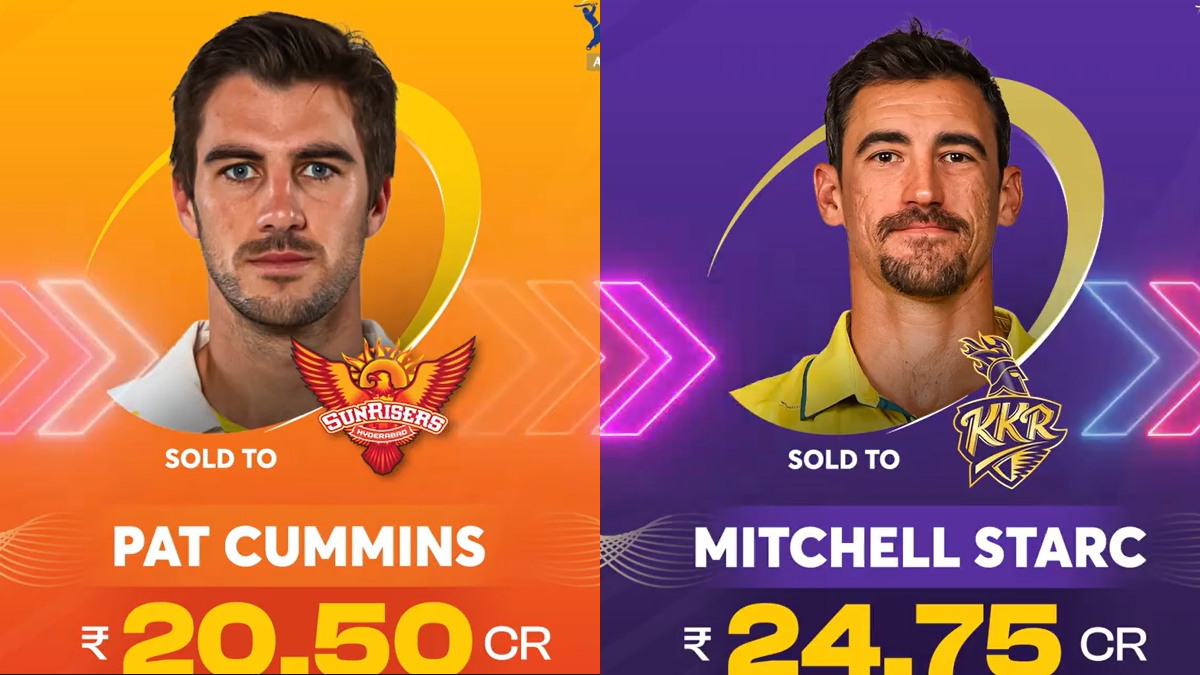 SUNRISERS
HYDERABAD
SOLD TO
PAT CUMMINS
₹ 20.50 CR
KKR
SOLD TO
MITCHELL STARC
₹ 24.75 CR